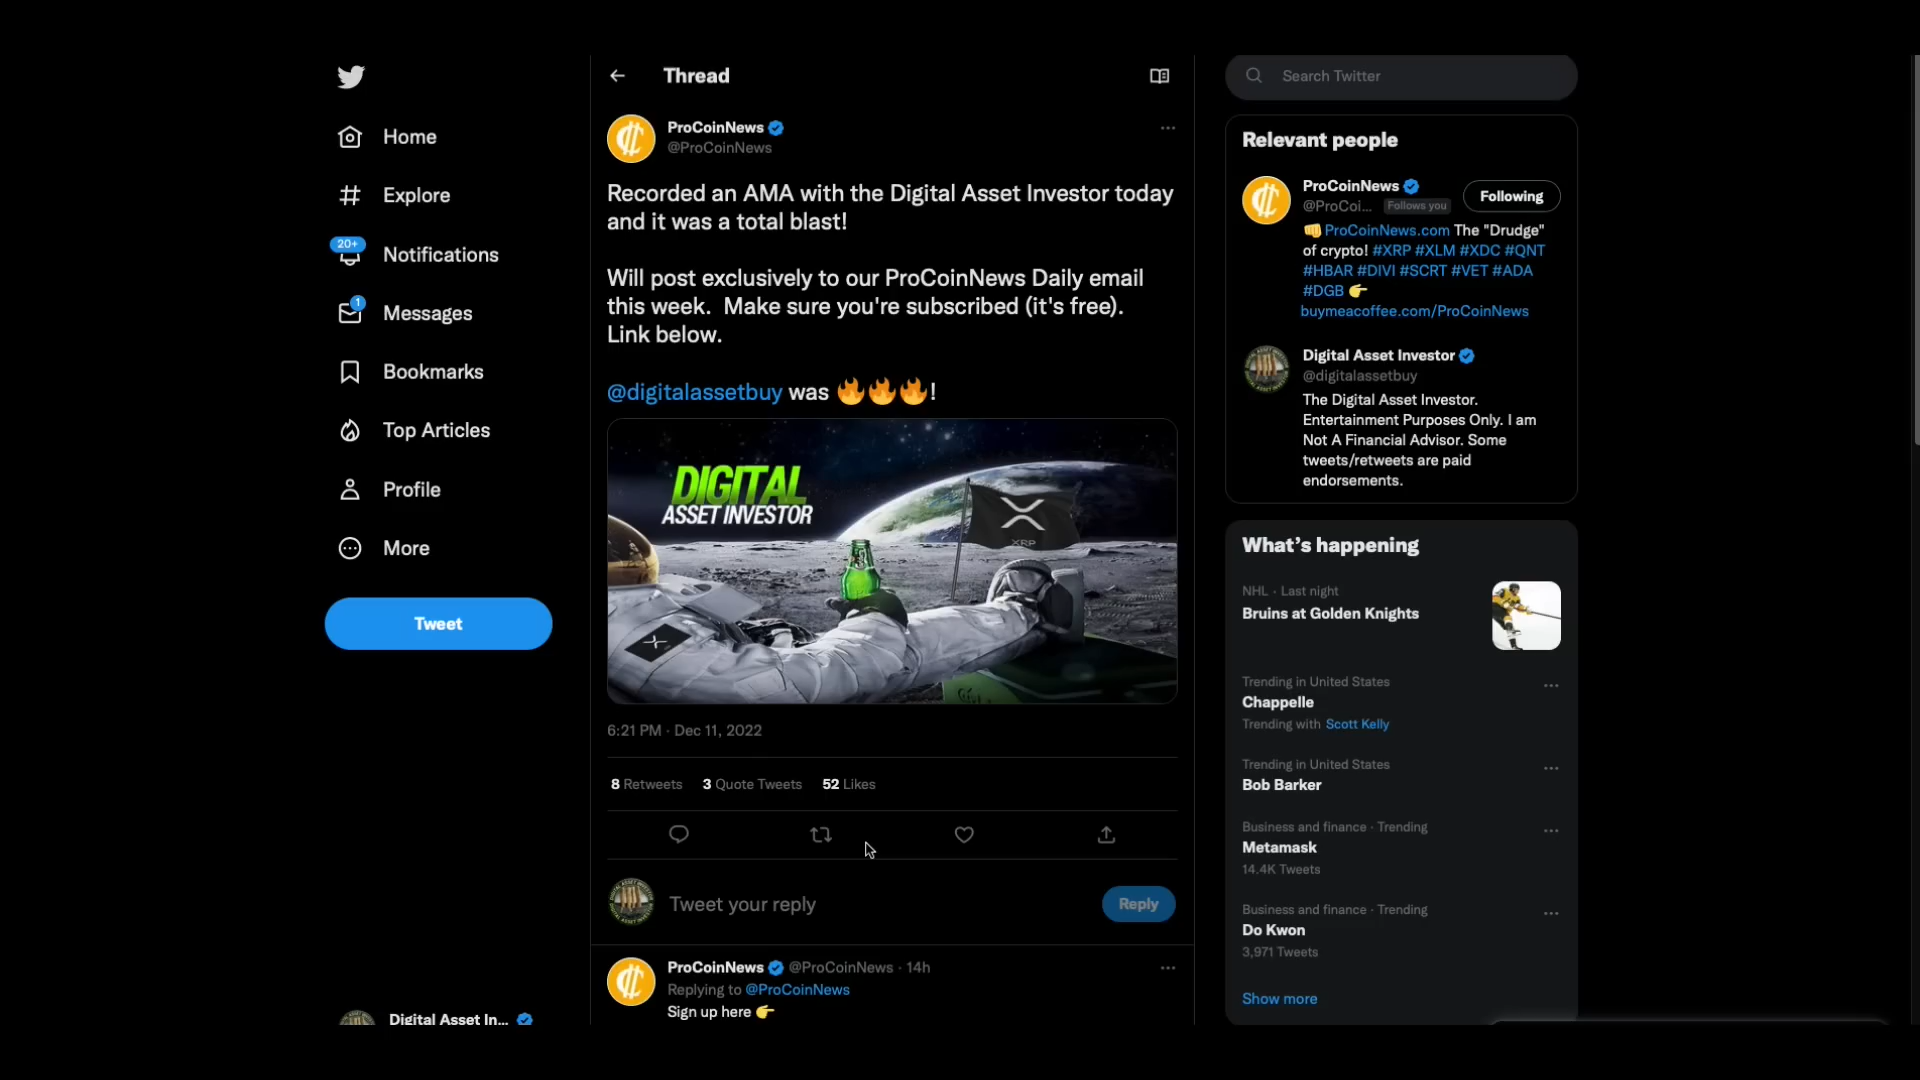 Home
Explore
20+
Notifications
1
Messages
Bookmarks
Top Articles
Profile
More
Tweet
Digital Asset In...
Thread
ProCoinNews
@ProCoinNews
Recorded an AMA with the Digital Asset Investor today
and it was a total blast!
Will post exclusively to our ProCoinNews Daily email
this week. Make sure you're subscribed (it's free).
Link below.
@digitalassetbuy was 🔥🔥🔥!
DIGITAL
ASSET INVESTOR
XRP
6:21 PM · Dec 11, 2022
8 Retweets 3 Quote Tweets 52 Likes
Tweet your reply
Reply
ProCoinNews @ProCoinNews · 14h
Replying to @ProCoinNews
Sign up here 👉
Search Twitter
Relevant people
ProCoinNews
@ProCoi... Follows you
Following
👊ProCoinNews.com The "Drudge"
of crypto! #XRP #XLM #XDC #QNT
#HBAR #DIVI #SCRT #VET #ADA
#DGB 👉
buymeacoffee.com/ProCoinNews
Digital Asset Investor
@digitalassetbuy
The Digital Asset Investor.
Entertainment Purposes Only. I am
Not A Financial Advisor. Some
tweets/retweets are paid
endorsements.
What's happening
NHL · Last night
Bruins at Golden Knights
Trending in United States
Chappelle
Trending with Scott Kelly
Trending in United States
Bob Barker
Business and finance · Trending
Metamask
14.4K Tweets
Business and finance · Trending
Do Kwon
3,971 Tweets
Show more